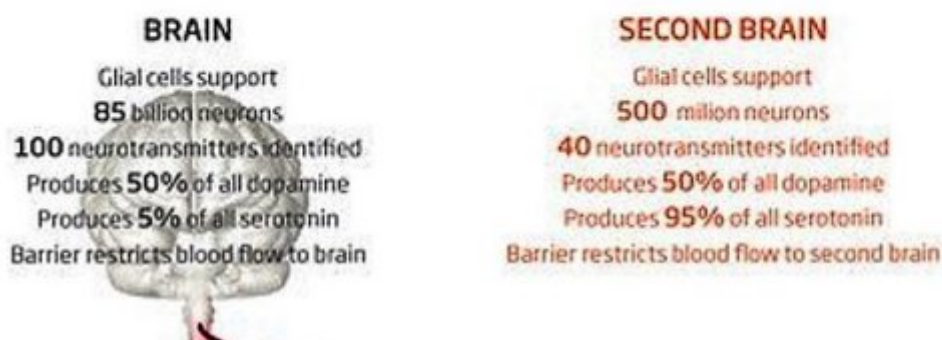 BRAIN
Glial cells support
85 billion neurons
100 neurotransmitters identified
Produces 50% of all dopamine
Produces 5% of all serotonin
Barrier restricts blood flow to brain
SECOND BRAIN
Glial cells support
500 milion neurons
40 neurotransmitters identified
Produces 50% of all dopamine
Produces 95% of all serotonin
Barrier restricts blood flow to second brain